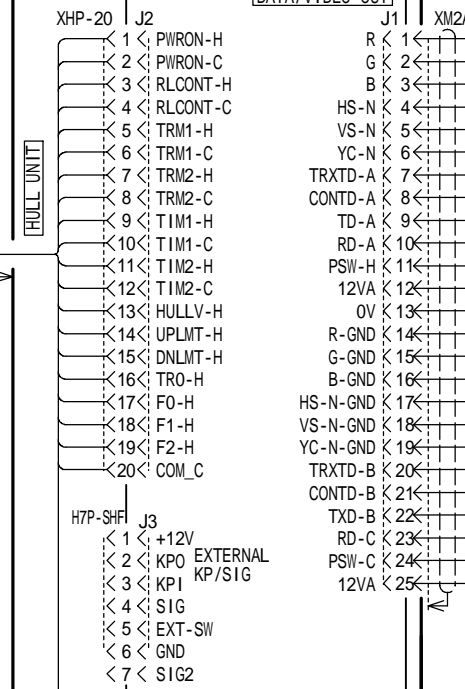 XHP-20 J2
1 PWRON-H
2 PWRON-C
3 RLCONT-H
4 RLCONT-C
5 TRM1-H
6 TRM1-C
7 TRM2-H
8 TRM2-C
9 TIM1-H
10 TIM1-C
11 TIM2-H
12 TIM2-C
13 HULLV-H
14 UPLMT-H
15 DNLMT-H
16 TRO-H
17 F0-H
18 F1-H
19 F2-H
20 COM_C
HULL UNIT
H7P-SHF J3
1 +12V
2 KPO
3 KPI
4 SIG
5 EXT-SW
6 GND
7 SIG2
EXTERNAL
KP/SIG
J1 XM2
R 1
G 2
B 3
HS-N 4
VS-N 5
YC-N 6
TRXTD-A 7
CONTD-A 8
TD-A 9
RD-A 10
PSW-H 11
12VA 12
0V 13
R-GND 14
G-GND 15
B-GND 16
HS-N-GND 17
VS-N-GND 18
YC-N-GND 19
TRXTD-B 20
CONTD-B 21
TXD-B 22
RD-C 23
PSW-C 24
12VA 25